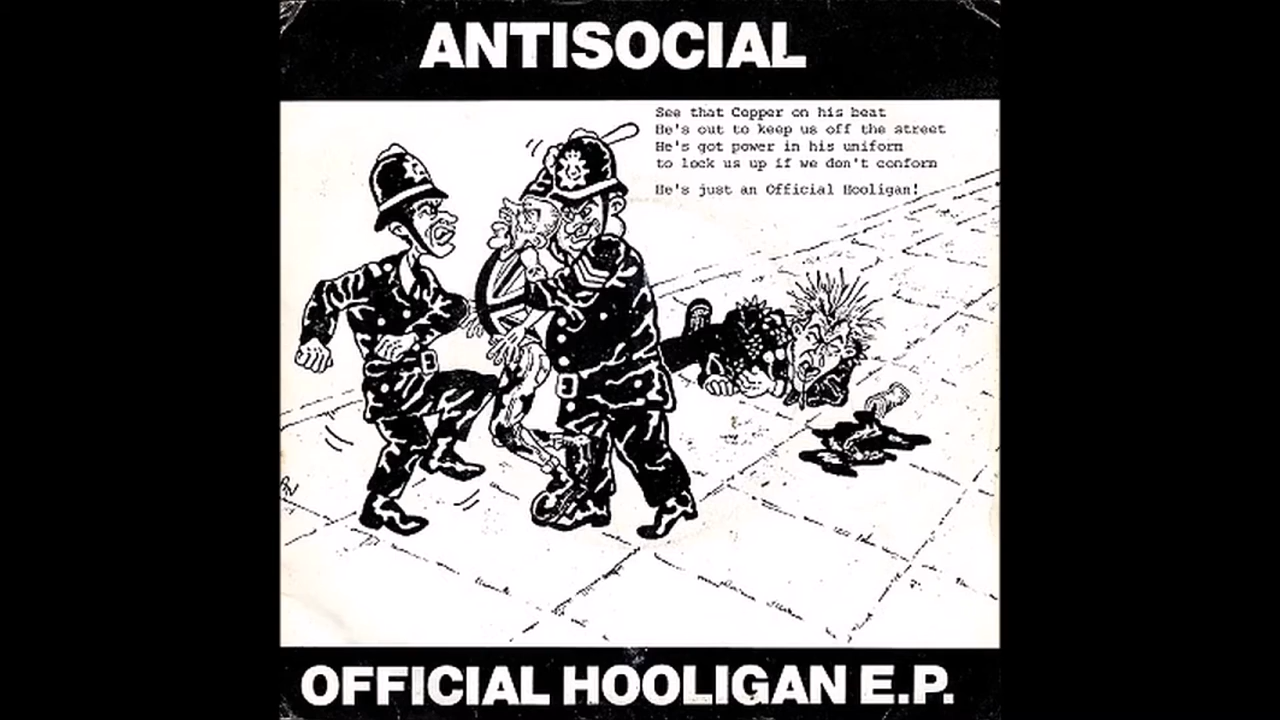 ANTISOCIAL
See that Copper on his beat
He's out to keep us off the street
He's got power in his uniform
to lock us up if we don't conform
He's just an Official Hooligan!
OFFICIAL HOOLIGAN E.P.